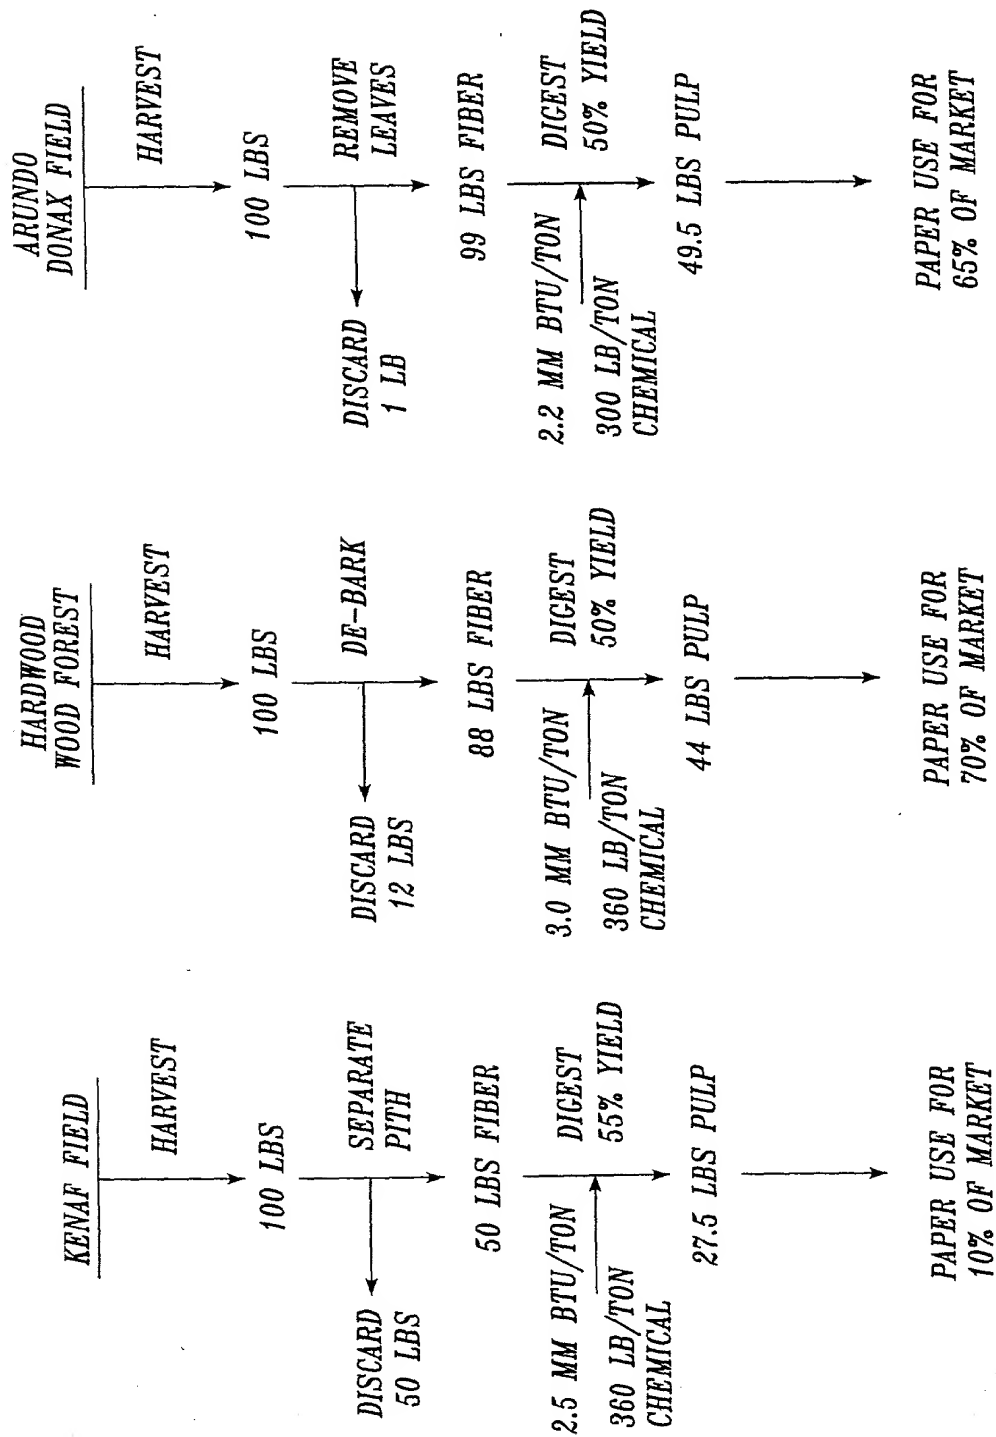 KENAF FIELD
HARVEST
100 LBS
SEPARATE
PITH
DISCARD
50 LBS
50 LBS FIBER
2.5 MM BTU/TON
360 LB/TON
CHEMICAL
DIGEST
55% YIELD
27.5 LBS PULP
PAPER USE FOR
10% OF MARKET
HARDWOOD
WOOD FOREST
HARVEST
100 LBS
DE-BARK
DISCARD
12 LBS
88 LBS FIBER
3.0 MM BTU/TON
360 LB/TON
CHEMICAL
DIGEST
50% YIELD
44 LBS PULP
PAPER USE FOR
70% OF MARKET
ARUNDO
DONAX FIELD
HARVEST
100 LBS
REMOVE
LEAVES
DISCARD
1 LB
99 LBS FIBER
2.2 MM BTU/TON
300 LB/TON
CHEMICAL
DIGEST
50% YIELD
49.5 LBS PULP
PAPER USE FOR
65% OF MARKET